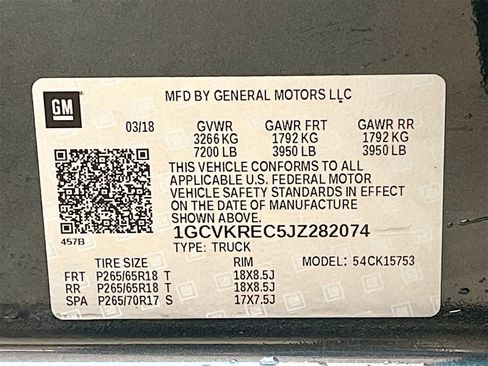 MFD BY GENERAL MOTORS LLC
GM
03/18 GVWR GAWR FRT GAWR RR
3266 KG 1792 KG 1792 KG
7200 LB 3950 LB 3950 LB
THIS VEHICLE CONFORMS TO ALL
APPLICABLE U.S. FEDERAL MOTOR
VEHICLE SAFETY STANDARDS IN EFFECT
ON THE DATE OF MANUFACTURE
SHOWN ABOVE.
457B
1GCVKREC5JZ282074
TYPE: TRUCK
TIRE SIZE RIM MODEL: 54CK15753
FRT P265/65R18 T 18X8.5J
RR P265/65R18 T 18X8.5J
SPA P265/70R17 S 17X7.5J